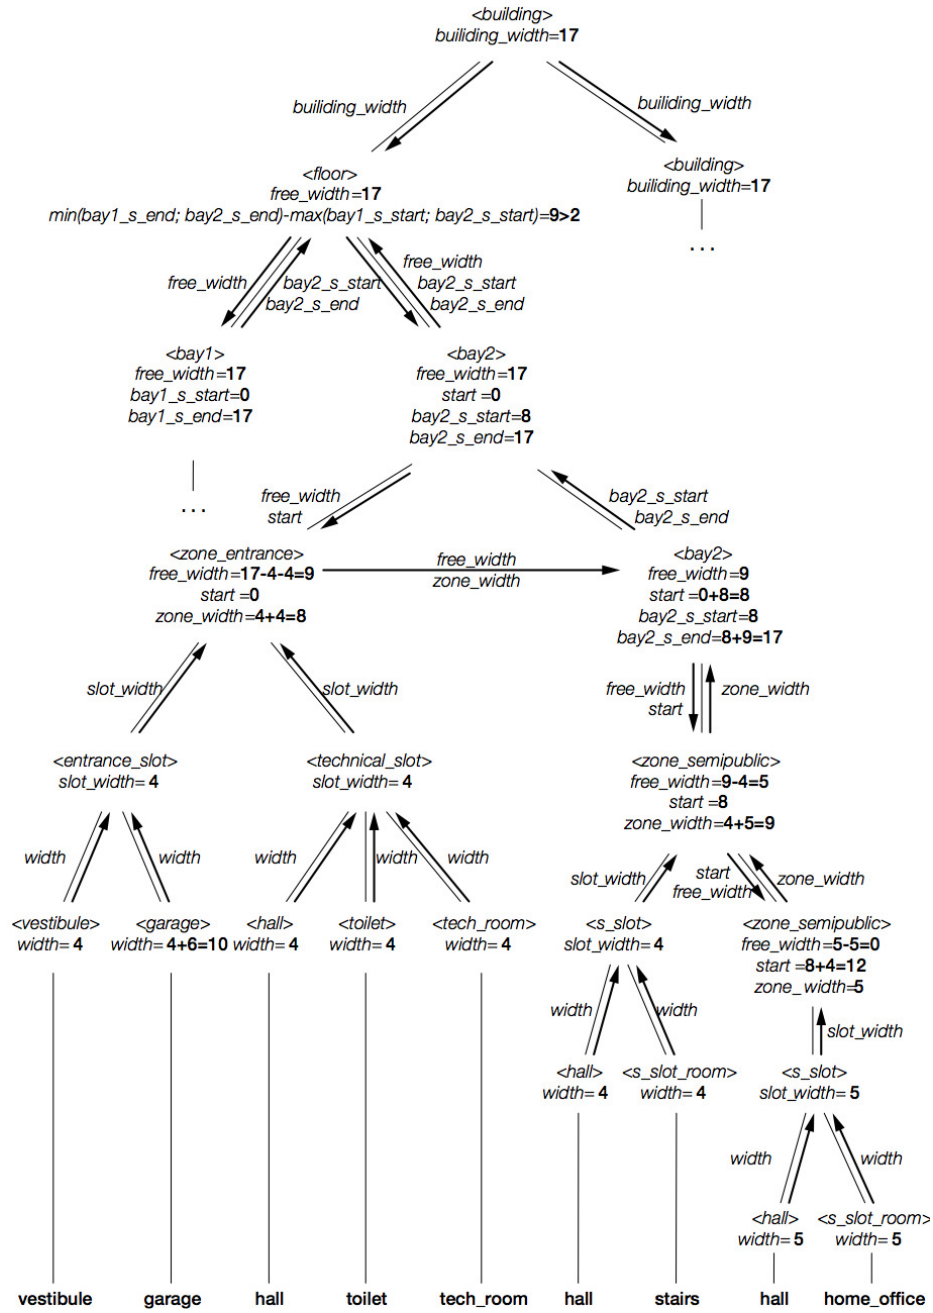 <building>
builiding_width=17
builiding_width
builiding_width
<floor>
free_width=17
min(bay1_s_end; bay2_s_end)-max(bay1_s_start; bay2_s_start)=9>2
<building>
builiding_width=17
...
free_width
bay2_s_start
bay2_s_end
free_width
bay2_s_start
bay2_s_end
<bay1>
free_width=17
bay1_s_start=0
bay1_s_end=17
...
<bay2>
free_width=17
start =0
bay2_s_start=8
bay2_s_end=17
free_width
start
bay2_s_start
bay2_s_end
<zone_entrance>
free_width=17-4-4=9
start =0
zone_width=4+4=8
free_width
zone_width
<bay2>
free_width=9
start =0+8=8
bay2_s_start=8
bay2_s_end=8+9=17
slot_width
slot_width
free_width
start
zone_width
<entrance_slot>
slot_width= 4
<technical_slot>
slot_width= 4
<zone_semipublic>
free_width=9-4=5
start =8
zone_width=4+5=9
width
width
width
width
width
slot_width
start
free_width
zone_width
<vestibule>
width= 4
<garage>
width= 4+6=10
<hall>
width= 4
<toilet>
width= 4
<tech_room>
width= 4
<s_slot>
slot_width= 4
<zone_semipublic>
free_width=5-5=0
start =8+4=12
zone_width=5
width
width
slot_width
<hall>
width= 4
<s_slot_room>
width= 4
<s_slot>
slot_width= 5
width
width
<hall>
width= 5
<s_slot_room>
width= 5
vestibule garage hall toilet tech_room hall stairs hall home_office